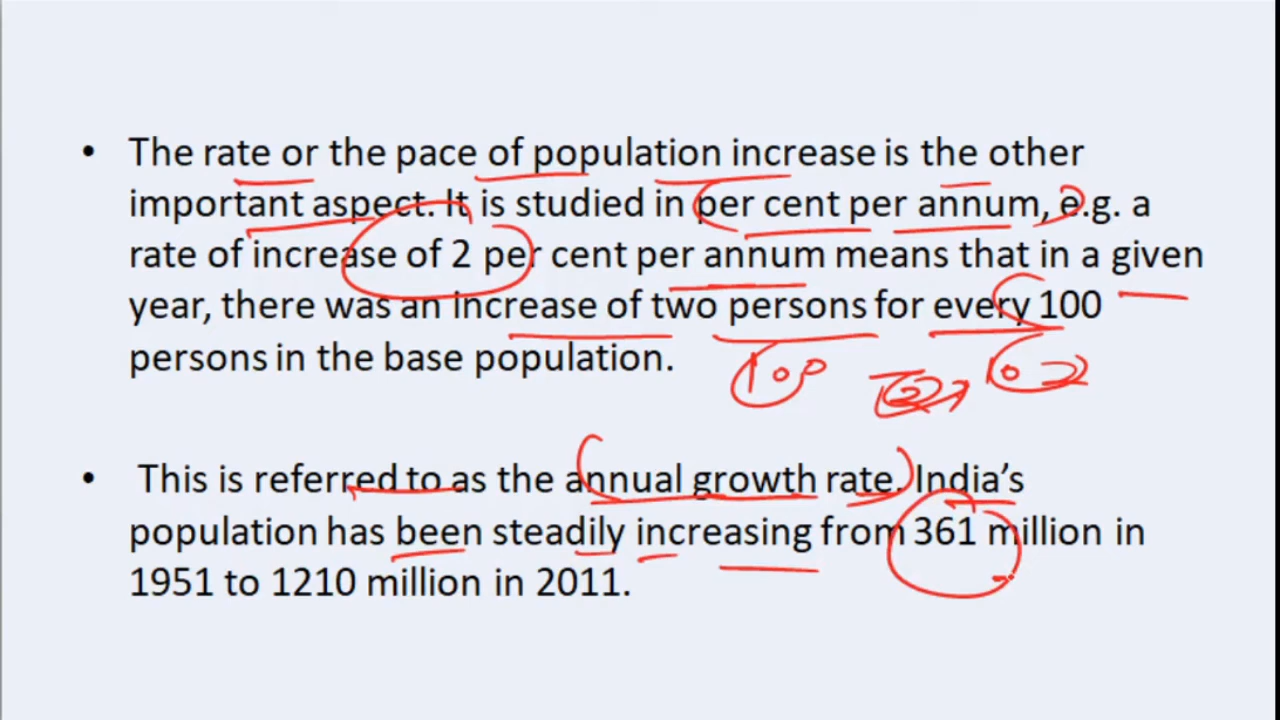 • The rate or the pace of population increase is the other
important aspect. It is studied in per cent per annum, e.g. a
rate of increase of 2 per cent per annum means that in a given
year, there was an increase of two persons for every 100
persons in the base population.
100
102
• This is referred to as the annual growth rate. India’s
population has been steadily increasing from 361 million in
1951 to 1210 million in 2011.